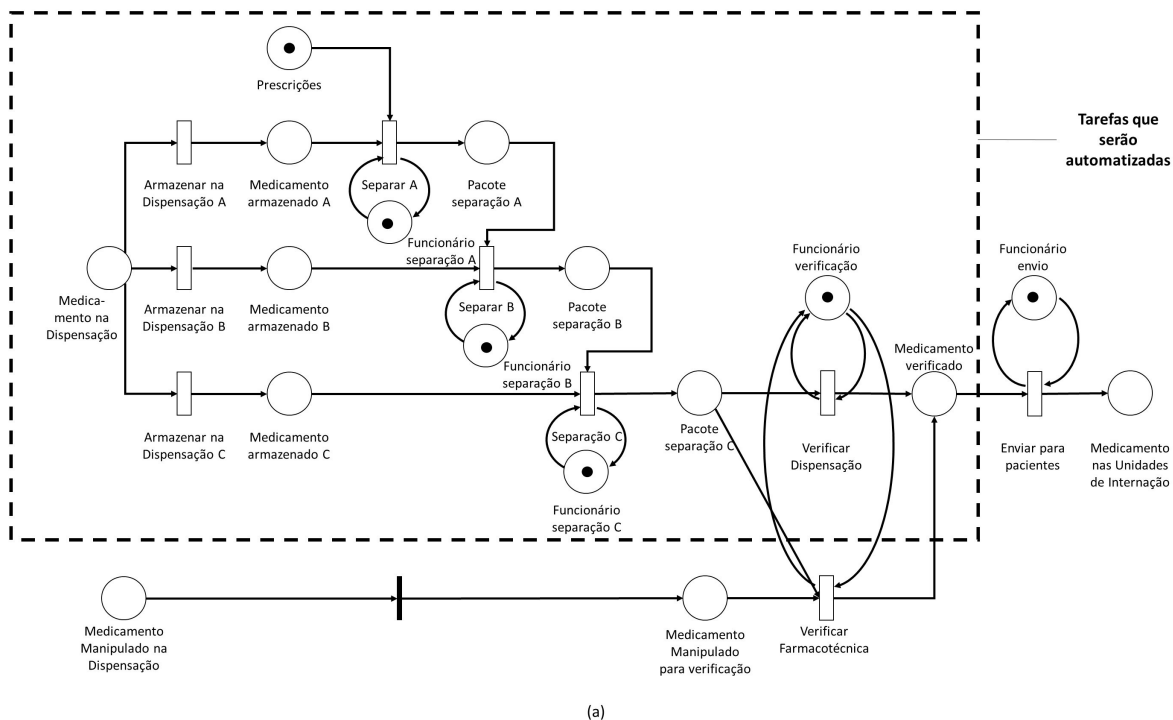 Prescrições
Tarefas que
serão
automatizadas
Armazenar na
Dispensação A
Medicamento
armazenado A
Separar A
Pacote
separação A
Funcionário
separação A
Funcionário
verificação
Funcionário
envio
Medica-
mento na
Dispensação
Armazenar na
Dispensação B
Medicamento
armazenado B
Separar B
Pacote
separação B
Funcionário
separação B
Medicamento
verificado
Armazenar na
Dispensação C
Medicamento
armazenado C
Separação C
Pacote
separação C
Verificar
Dispensação
Enviar para
pacientes
Medicamento
nas Unidades
de Internação
Funcionário
separação C
Medicamento
Manipulado na
Dispensação
Medicamento
Manipulado
para verificação
Verificar
Farmacotécnica
(a)